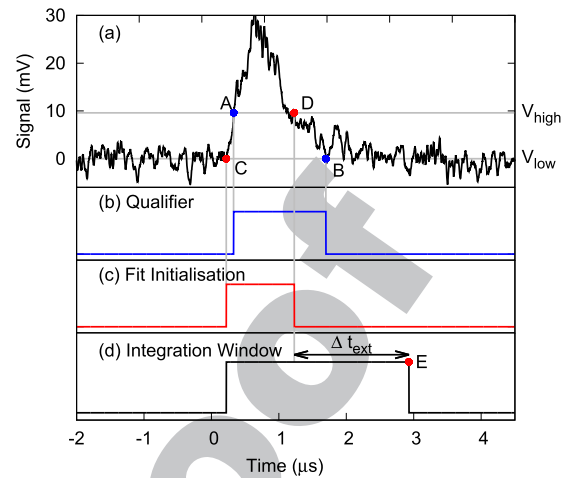 (a)
30
20
10
0
Signal (mV)
A
D
C
B
V_high
V_low
(b) Qualifier
(c) Fit Initialisation
(d) Integration Window
Δ t_ext
E
-2 -1 0 1 2 3 4
Time (μs)